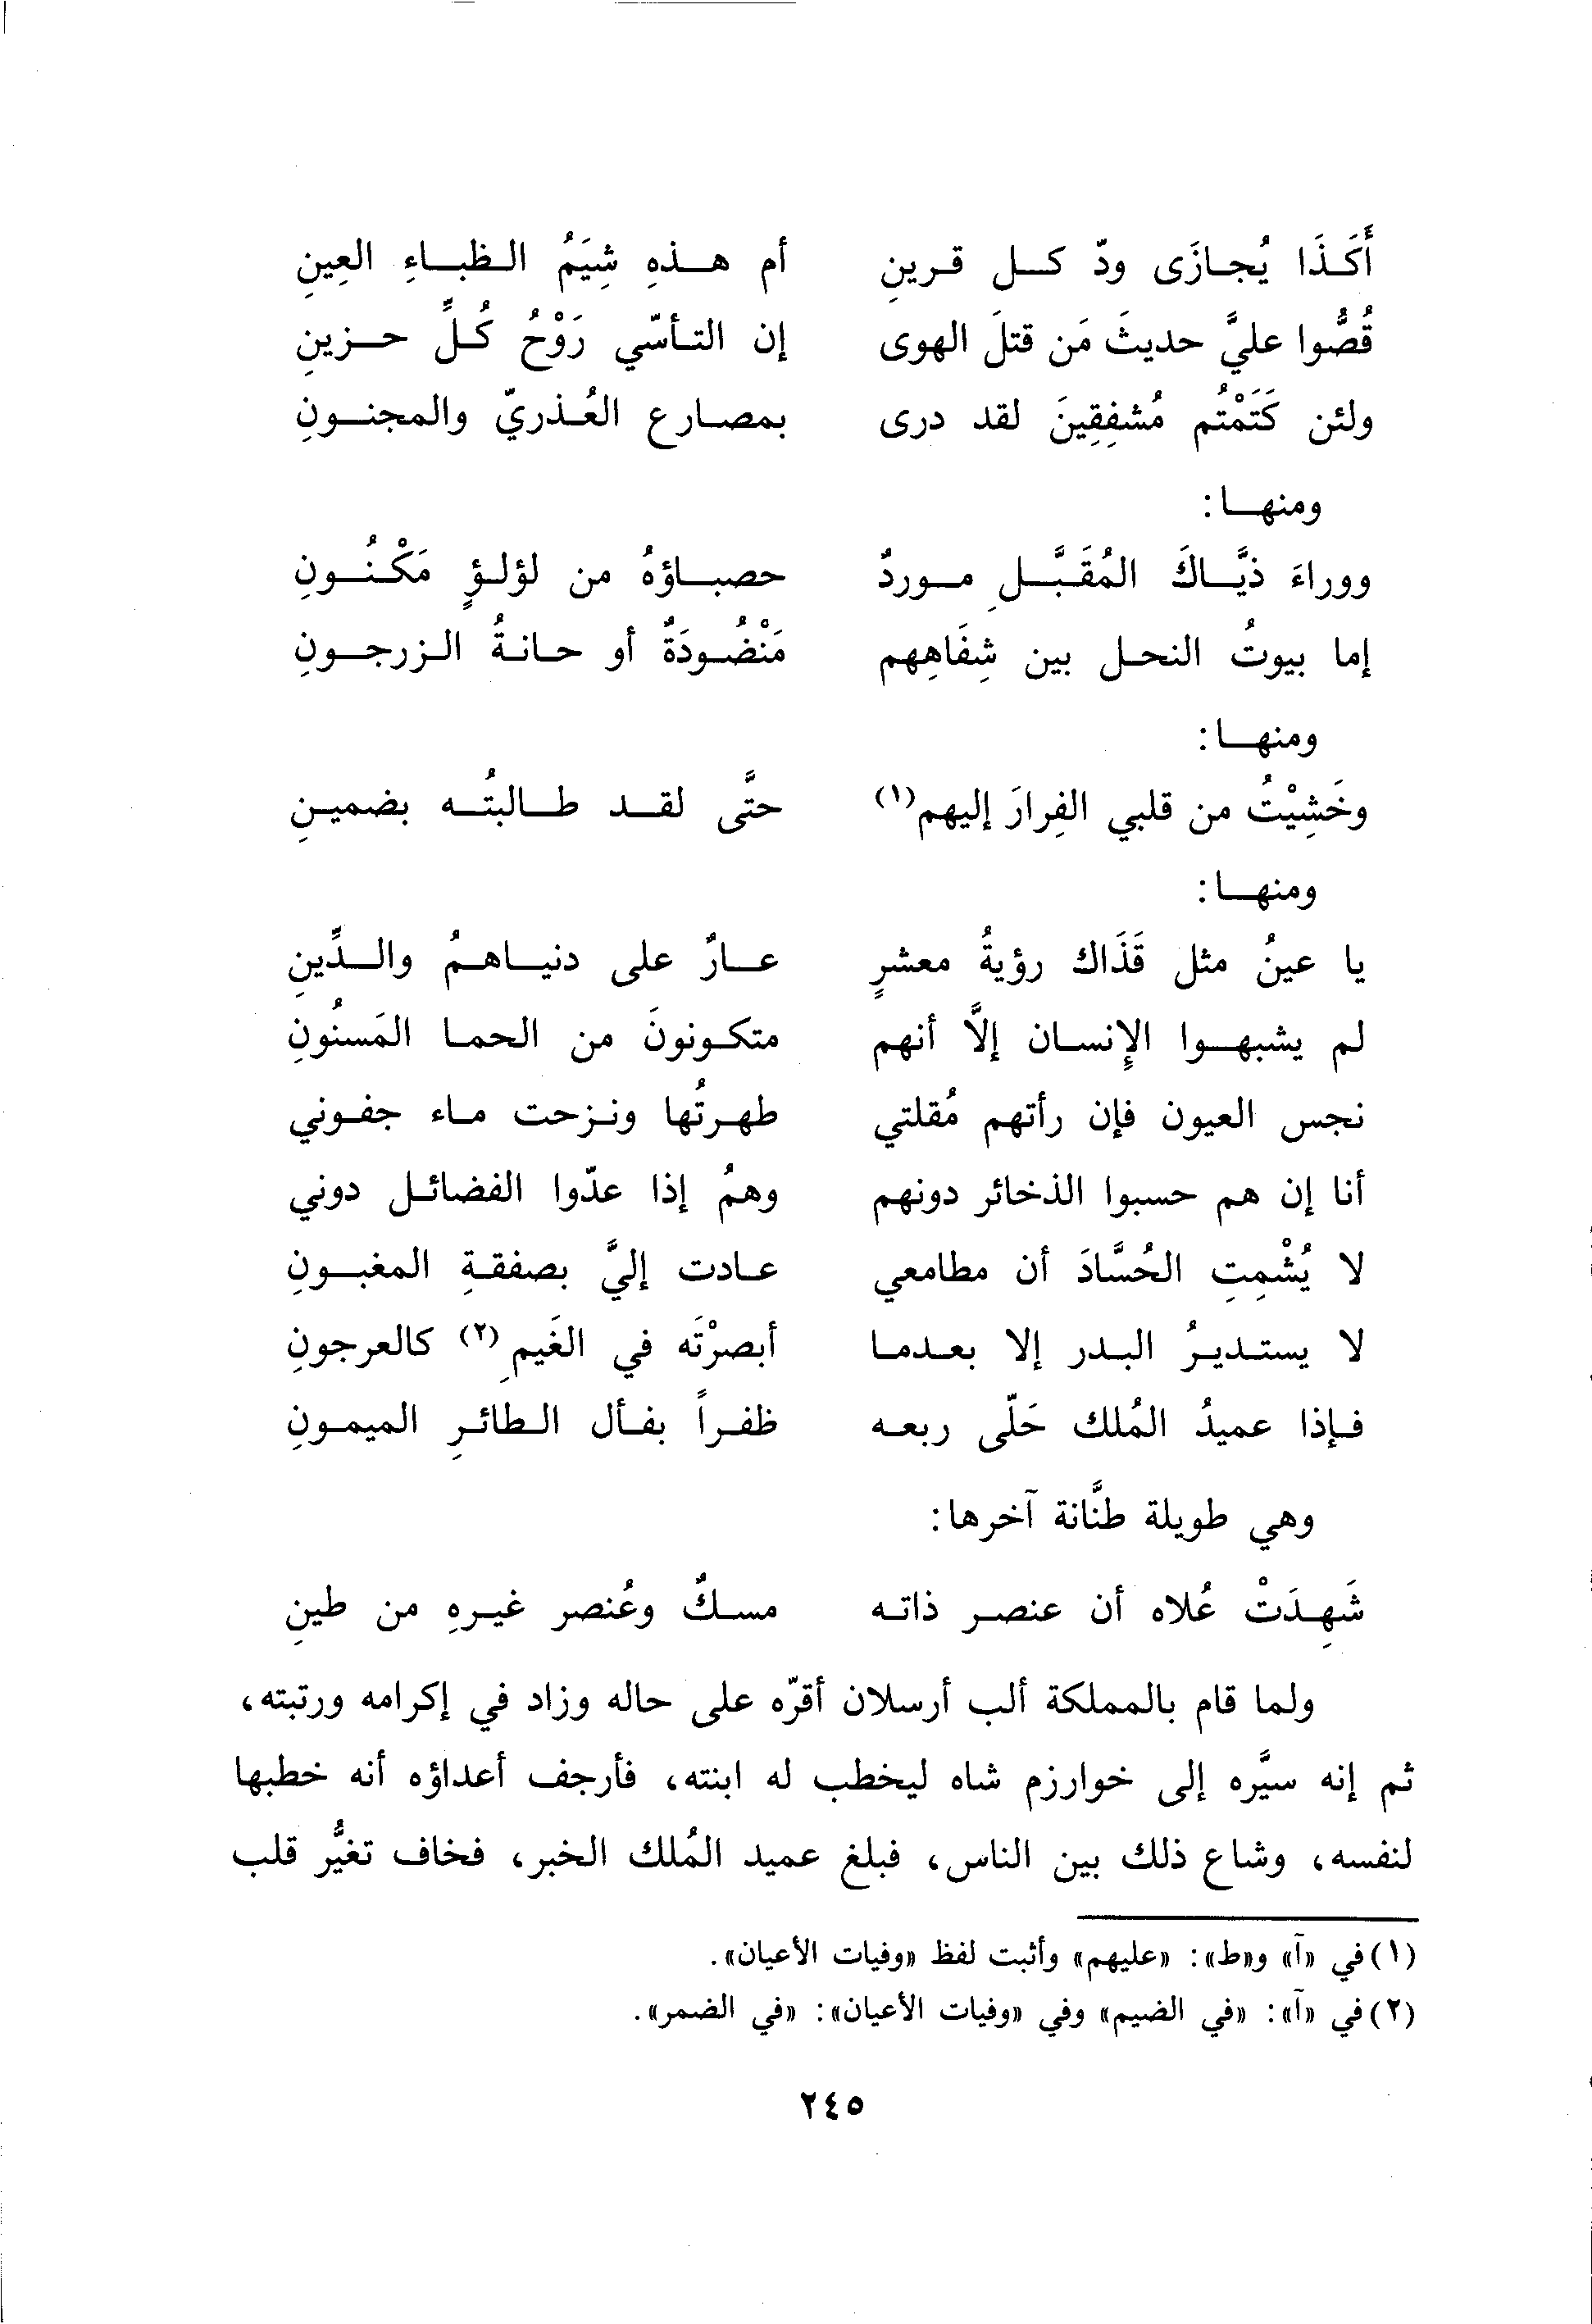 أَكَذَا يُجازَى ودّ كل قرينِ أم هذهِ شِيَمُ الظباءِ العِينِ
قُصُّوا عليَّ حديثَ مَن قتلَ الهوى إن التأسّي رَوْحُ كُلِّ حزينِ
ولئن كَتَمْتُم مُشفِقِينَ لقد درى بمصارع العُذريّ والمجنونِ
ومنها:
ووراءَ ذيَّاكَ المُقَبَّلِ موردٌ حصباؤهُ من لؤلؤٍ مَكْنُونِ
إما بيوتُ النحل بين شِفَاهِهم مَنْضُودَةٌ أو حانةُ الزرجونِ
ومنها:
وخَشِيْتُ من قلبي الفِرارَ إليهم(١) حتَّى لقد طالبتُه بضمينِ
ومنها:
يا عينُ مثل قَذَاك رؤيةُ معشرٍ عارٌ على دنياهمُ والدِّينِ
لم يشبهوا الإنسان إلاَّ أنهم متكونونَ من الحما المَسنُونِ
نجس العيون فإن رأتهم مُقلتي طهرتُها ونزحت ماء جفوني
أنا إن هم حسبوا الذخائر دونهم وهمُ إذا عدّوا الفضائل دوني
لا يُشْمِتِ الحُسَّادَ أن مطامعي عادت إليَّ بصفقةِ المغبونِ
لا يستديرُ البدر إلا بعدما أبصرْتَه في الغَيمِ(٢) كالعرجونِ
فإذا عميدُ المُلك حَلّى ربعه ظفراً بفأل الطائرِ الميمونِ
وهي طويلة طنَّانة آخرها:
شَهِدَتْ عُلاه أن عنصر ذاته مسكٌ وعُنصر غيرهِ من طينِ
ولما قام بالمملكة ألب أرسلان أقرّه على حاله وزاد في إكرامه ورتبته،
ثم إنه سيَّره إلى خوارزم شاه ليخطب له ابنته، فأرجف أعداؤه أنه خطبها
لنفسه، وشاع ذلك بين الناس، فبلغ عميد المُلك الخبر، فخاف تغيُّر قلب
(١) في «آ» و«ط»: «عليهم» وأثبت لفظ «وفيات الأعيان».
(٢) في «آ»: «في الضيم» وفي «وفيات الأعيان»: «في الضمر».
٢٤٥